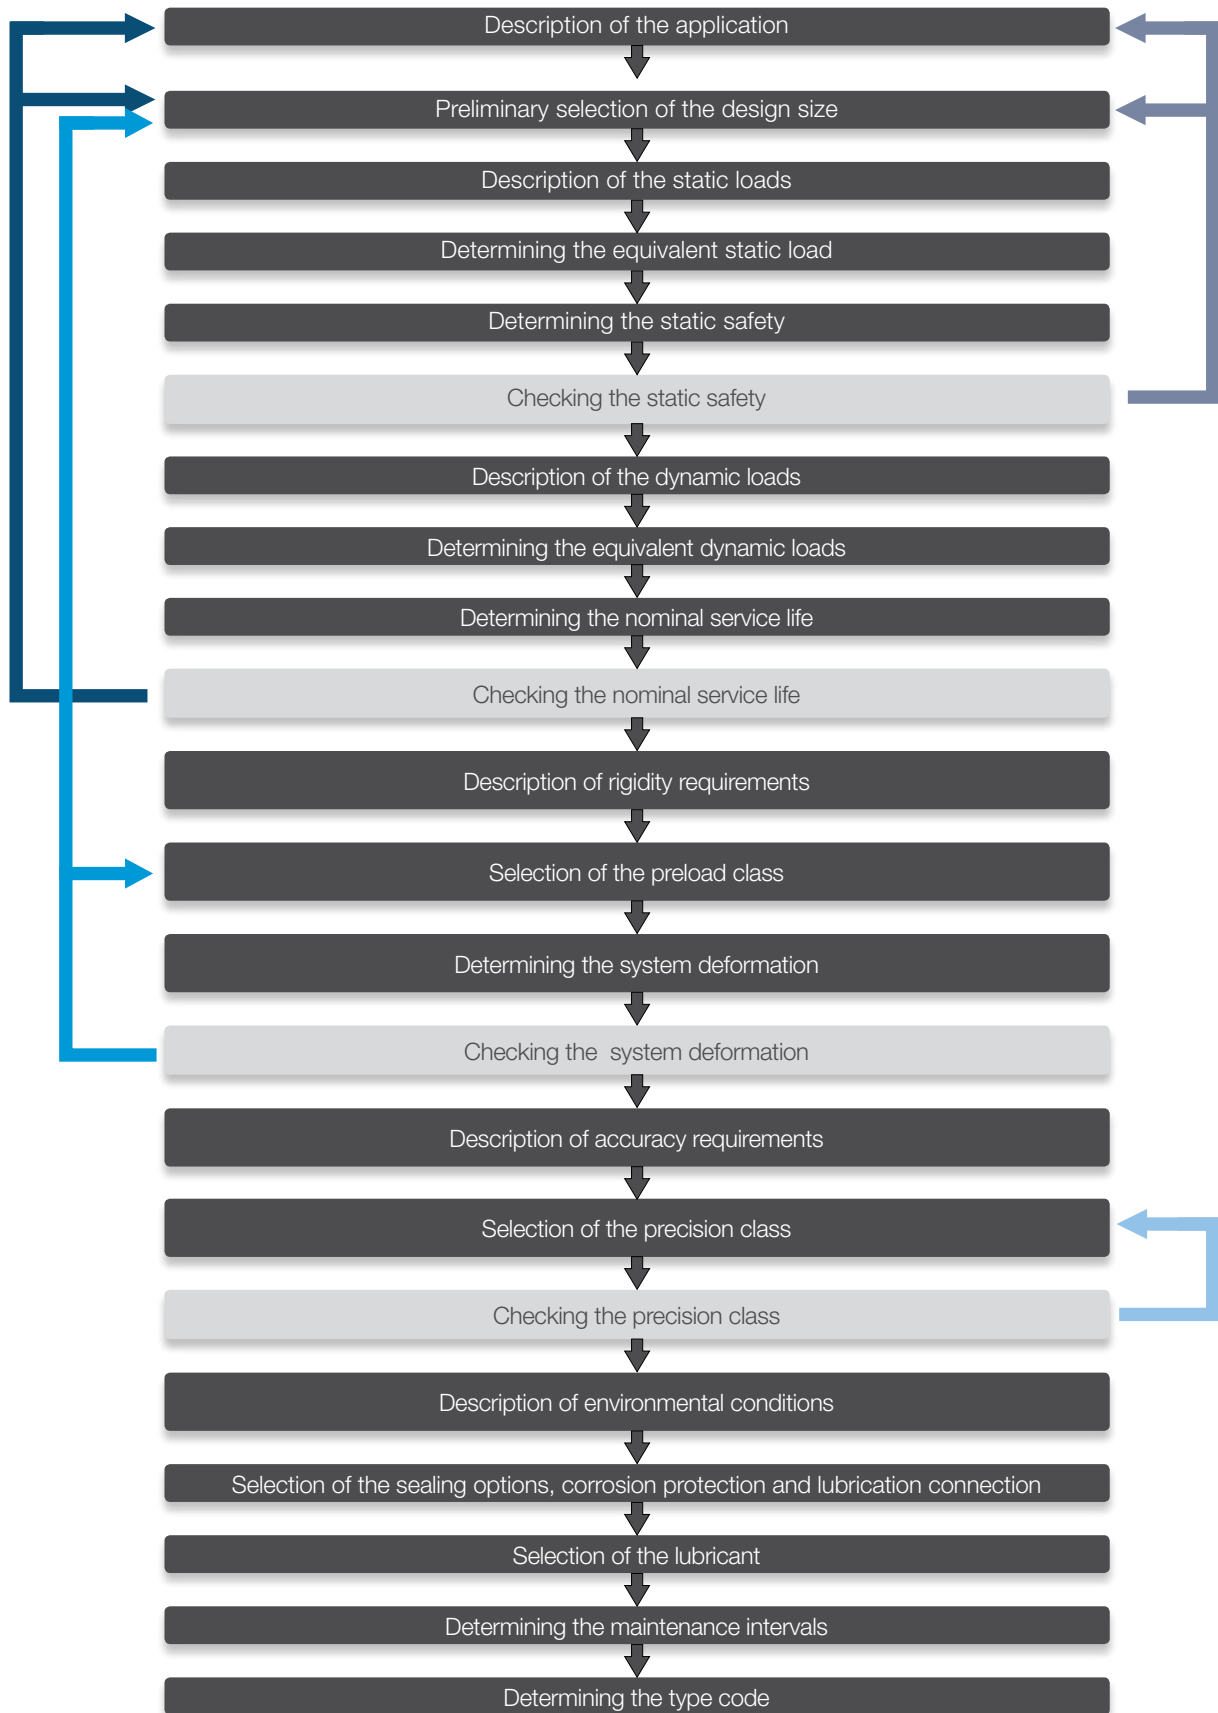 Description of the application
Preliminary selection of the design size
Description of the static loads
Determining the equivalent static load
Determining the static safety
Checking the static safety
Description of the dynamic loads
Determining the equivalent dynamic loads
Determining the nominal service life
Checking the nominal service life
Description of rigidity requirements
Selection of the preload class
Determining the system deformation
Checking the  system deformation
Description of accuracy requirements
Selection of the precision class
Checking the precision class
Description of environmental conditions
Selection of the sealing options, corrosion protection and lubrication connection
Selection of the lubricant
Determining the maintenance intervals
Determining the type code